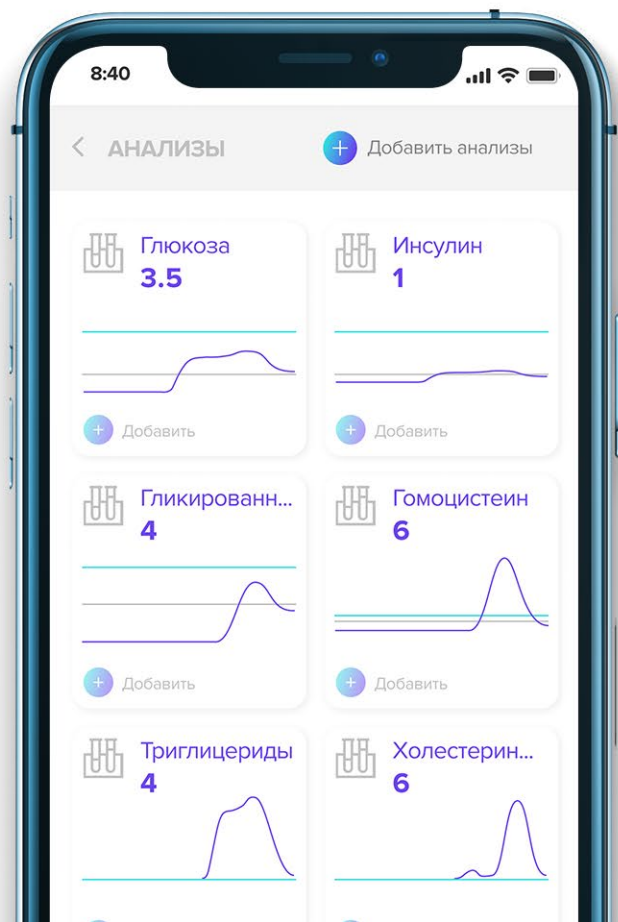 8:40
АНАЛИЗЫ
Добавить анализы
Глюкоза
3.5
Добавить
Инсулин
1
Добавить
Гликированн...
4
Добавить
Гомоцистеин
6
Добавить
Триглицериды
4
Холестерин...
6